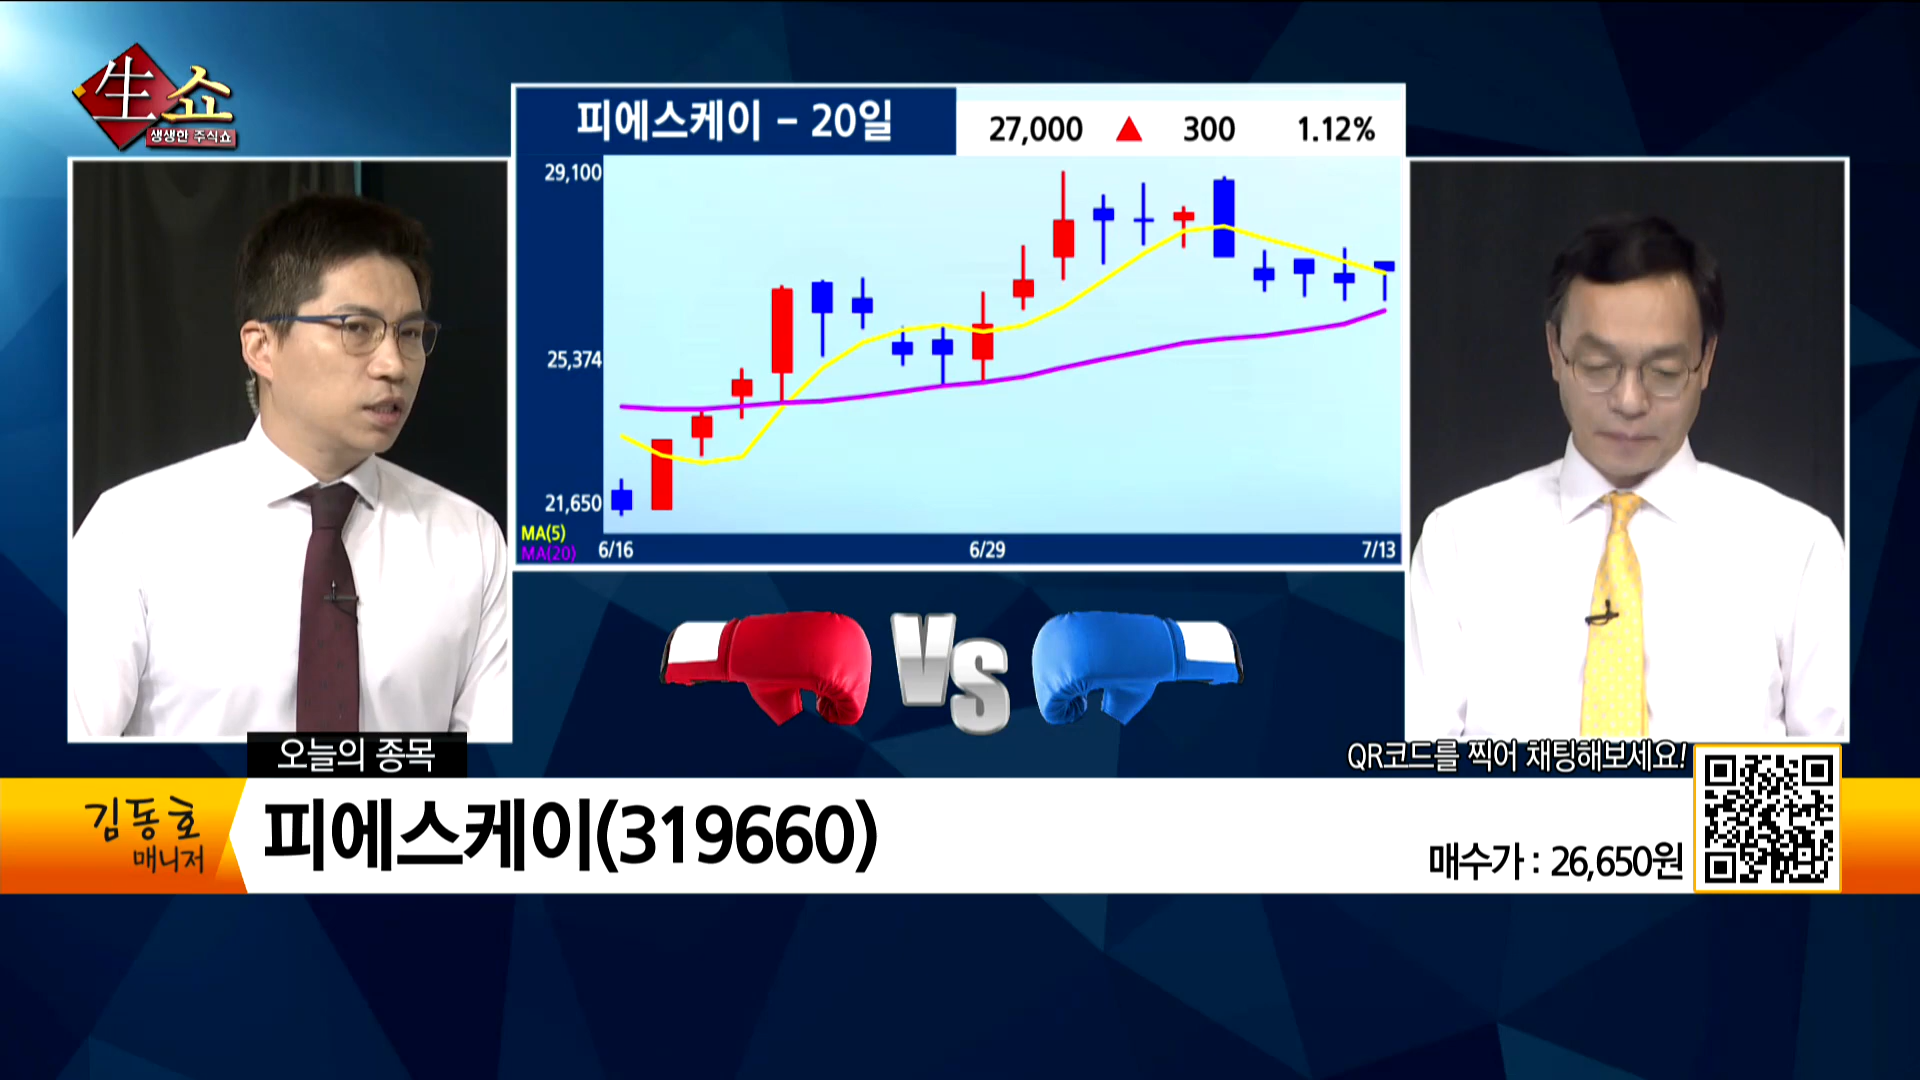 生쇼
생생한 주식쇼
피에스케이 - 20일
27,000 ▲ 300 1.12%
29,100
25,374
21,650
MA(5)
MA(20)
6/16 6/29 7/13
VS
오늘의 종목
QR코드를 찍어 채팅해보세요!
김동호
매니저
피에스케이(319660)
매수가 : 26,650원